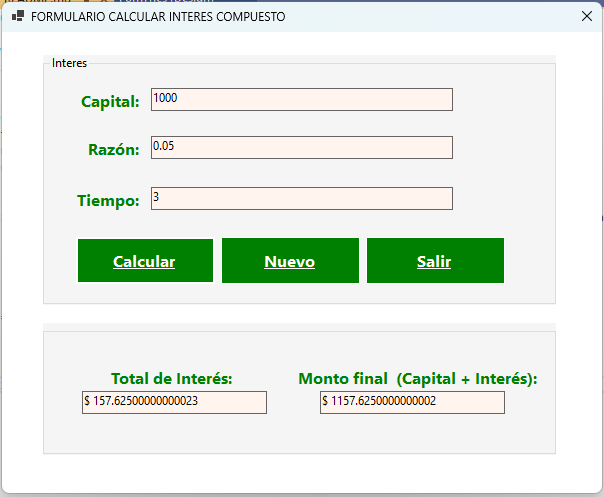 FORMULARIO CALCULAR INTERES COMPUESTO
Interes
Capital: 1000
Razón: 0.05
Tiempo: 3
Calcular Nuevo Salir
Total de Interés: Monto final (Capital + Interés):
$ 157.62500000000023 $ 1157.6250000000002